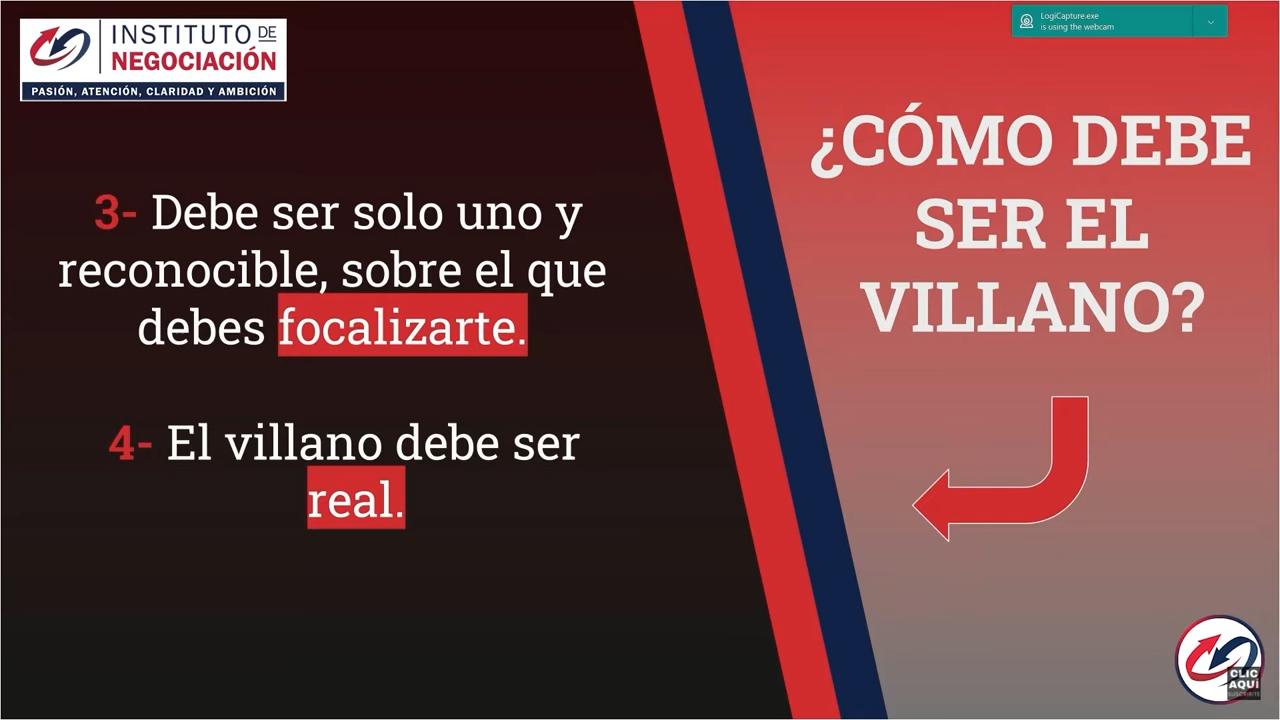 INSTITUTO DE
NEGOCIACIÓN
PASIÓN, ATENCIÓN, CLARIDAD Y AMBICIÓN
LogiCapture.exe
is using the webcam
¿CÓMO DEBE
SER EL
VILLANO?
3- Debe ser solo uno y
reconocible, sobre el que
debes focalizarte.
4- El villano debe ser
real.
CLIC
AQUÍ